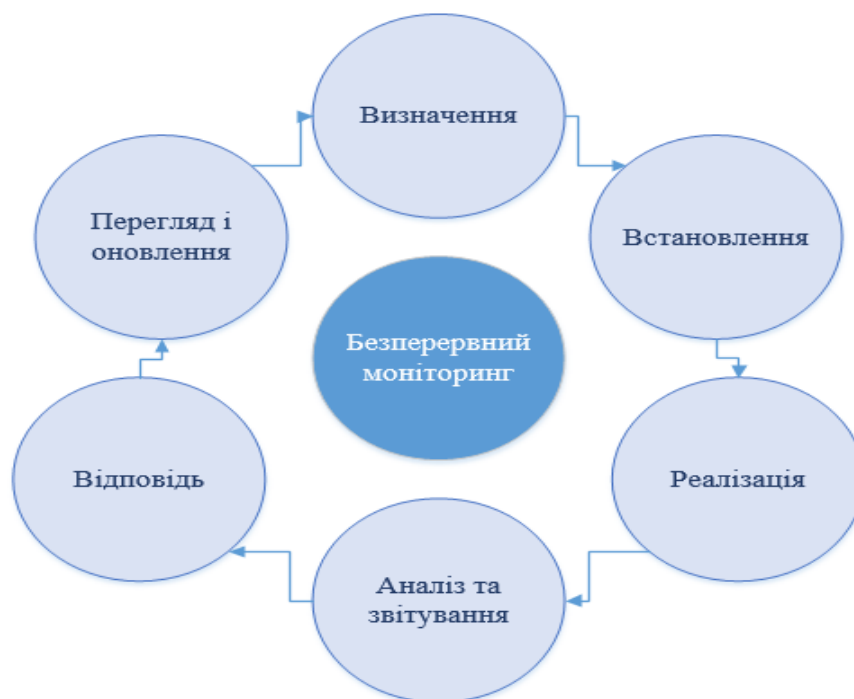 Визначення
Встановлення
Реалізація
Аналіз та
звітування
Відповідь
Перегляд і
оновлення
Безперервний
моніторинг